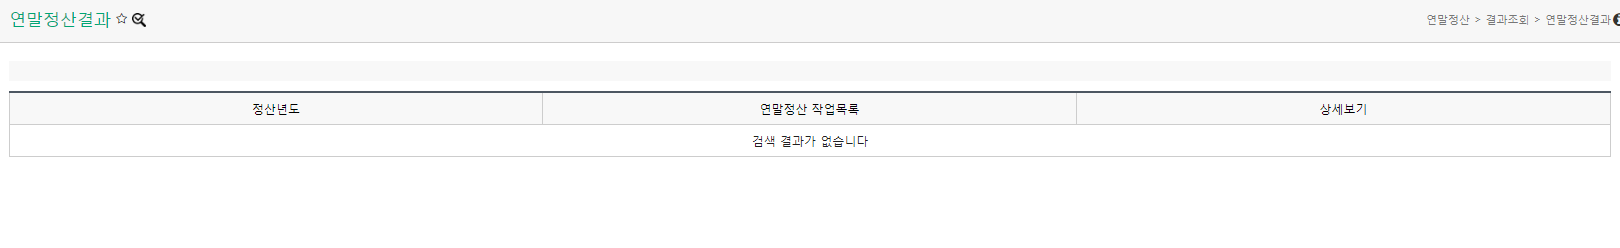 연말정산결과
연말정산 > 결과조회 > 연말정산결과
정산년도 연말정산 작업목록 상세보기
검색 결과가 없습니다